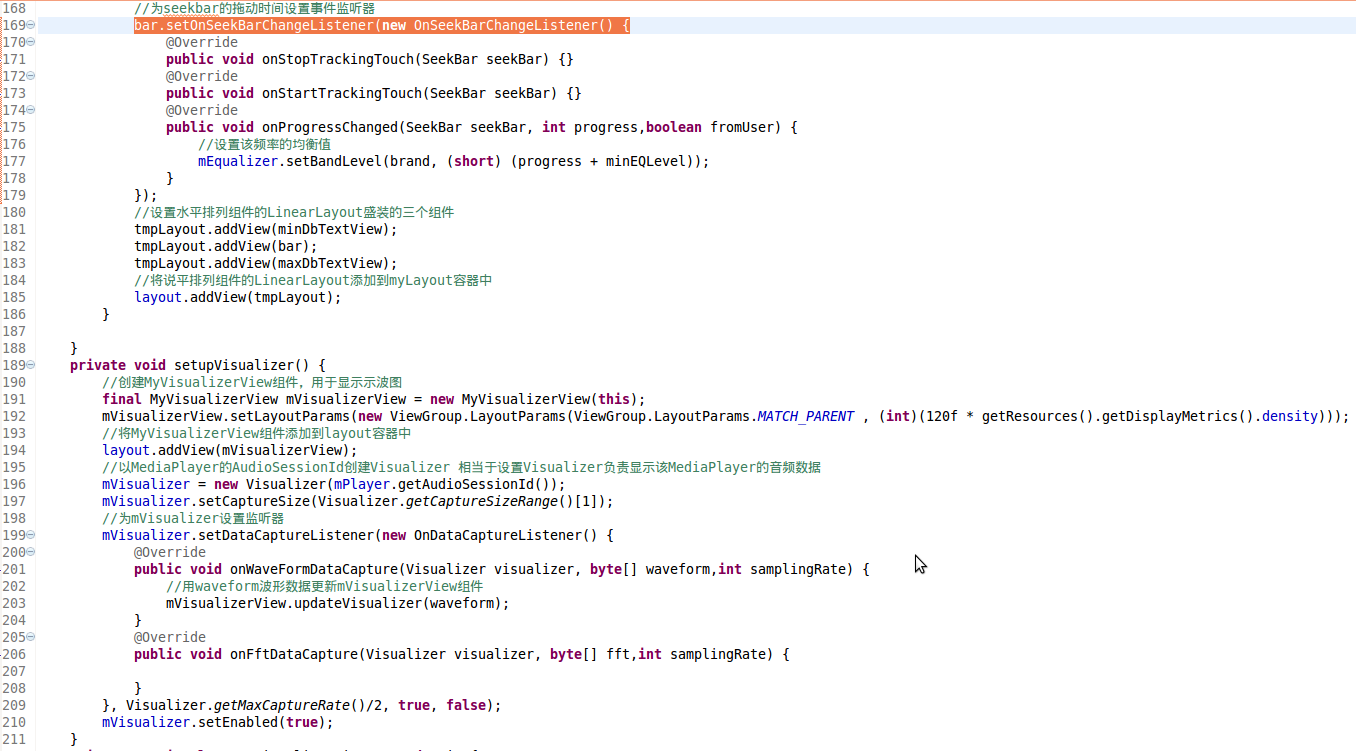 168 //为seekbar的拖动时间设置事件监听器
169 bar.setOnSeekBarChangeListener(new OnSeekBarChangeListener() {
170 @Override
171 public void onStopTrackingTouch(SeekBar seekBar) {}
172 @Override
173 public void onStartTrackingTouch(SeekBar seekBar) {}
174 @Override
175 public void onProgressChanged(SeekBar seekBar, int progress,boolean fromUser) {
176 //设置该频率的均衡值
177 mEqualizer.setBandLevel(brand, (short) (progress + minEQLevel));
178 }
179 });
180 //设置水平排列组件的LinearLayout盛装的三个组件
181 tmpLayout.addView(minDbTextView);
182 tmpLayout.addView(bar);
183 tmpLayout.addView(maxDbTextView);
184 //将说平排列组件的LinearLayout添加到myLayout容器中
185 layout.addView(tmpLayout);
186 }
187
188 }
189 private void setupVisualizer() {
190 //创建MyVisualizerView组件，用于显示示波图
191 final MyVisualizerView mVisualizerView = new MyVisualizerView(this);
192 mVisualizerView.setLayoutParams(new ViewGroup.LayoutParams(ViewGroup.LayoutParams.MATCH_PARENT , (int)(120f * getResources().getDisplayMetrics().density)));
193 //将MyVisualizerView组件添加到layout容器中
194 layout.addView(mVisualizerView);
195 //以MediaPlayer的AudioSessionId创建Visualizer 相当于设置Visualizer负责显示该MediaPlayer的音频数据
196 mVisualizer = new Visualizer(mPlayer.getAudioSessionId());
197 mVisualizer.setCaptureSize(Visualizer.getCaptureSizeRange()[1]);
198 //为mVisualizer设置监听器
199 mVisualizer.setDataCaptureListener(new OnDataCaptureListener() {
200 @Override
201 public void onWaveFormDataCapture(Visualizer visualizer, byte[] waveform,int samplingRate) {
202 //用waveform波形数据更新mVisualizerView组件
203 mVisualizerView.updateVisualizer(waveform);
204 }
205 @Override
206 public void onFftDataCapture(Visualizer visualizer, byte[] fft,int samplingRate) {
207
208 }
209 }, Visualizer.getMaxCaptureRate()/2, true, false);
210 mVisualizer.setEnabled(true);
211 }